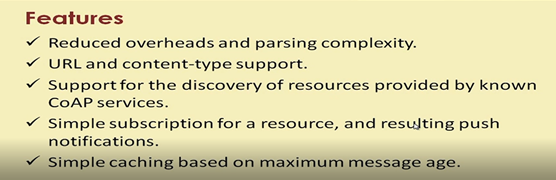 Features
✓ Reduced overheads and parsing complexity.
✓ URL and content-type support.
✓ Support for the discovery of resources provided by known
CoAP services.
✓ Simple subscription for a resource, and resulting push
notifications.
✓ Simple caching based on maximum message age.